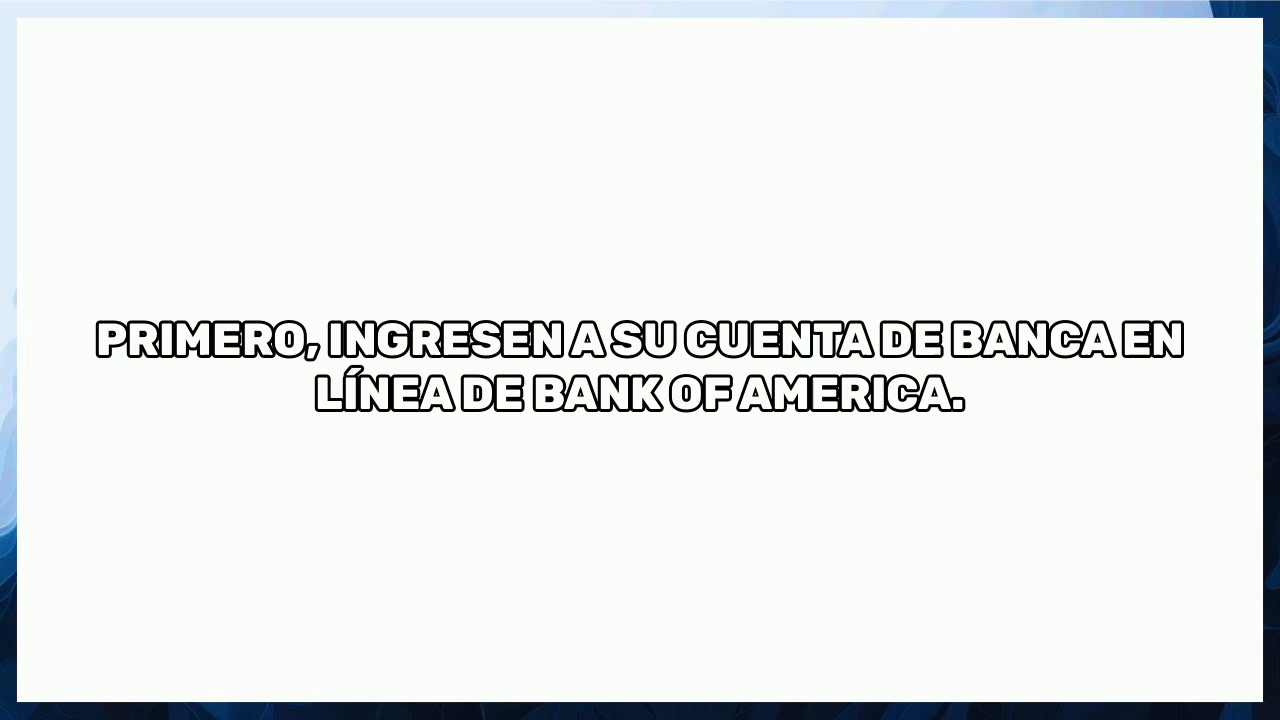 PRIMERO, INGRESEN A SU CUENTA DE BANCA EN
LÍNEA DE BANK OF AMERICA.